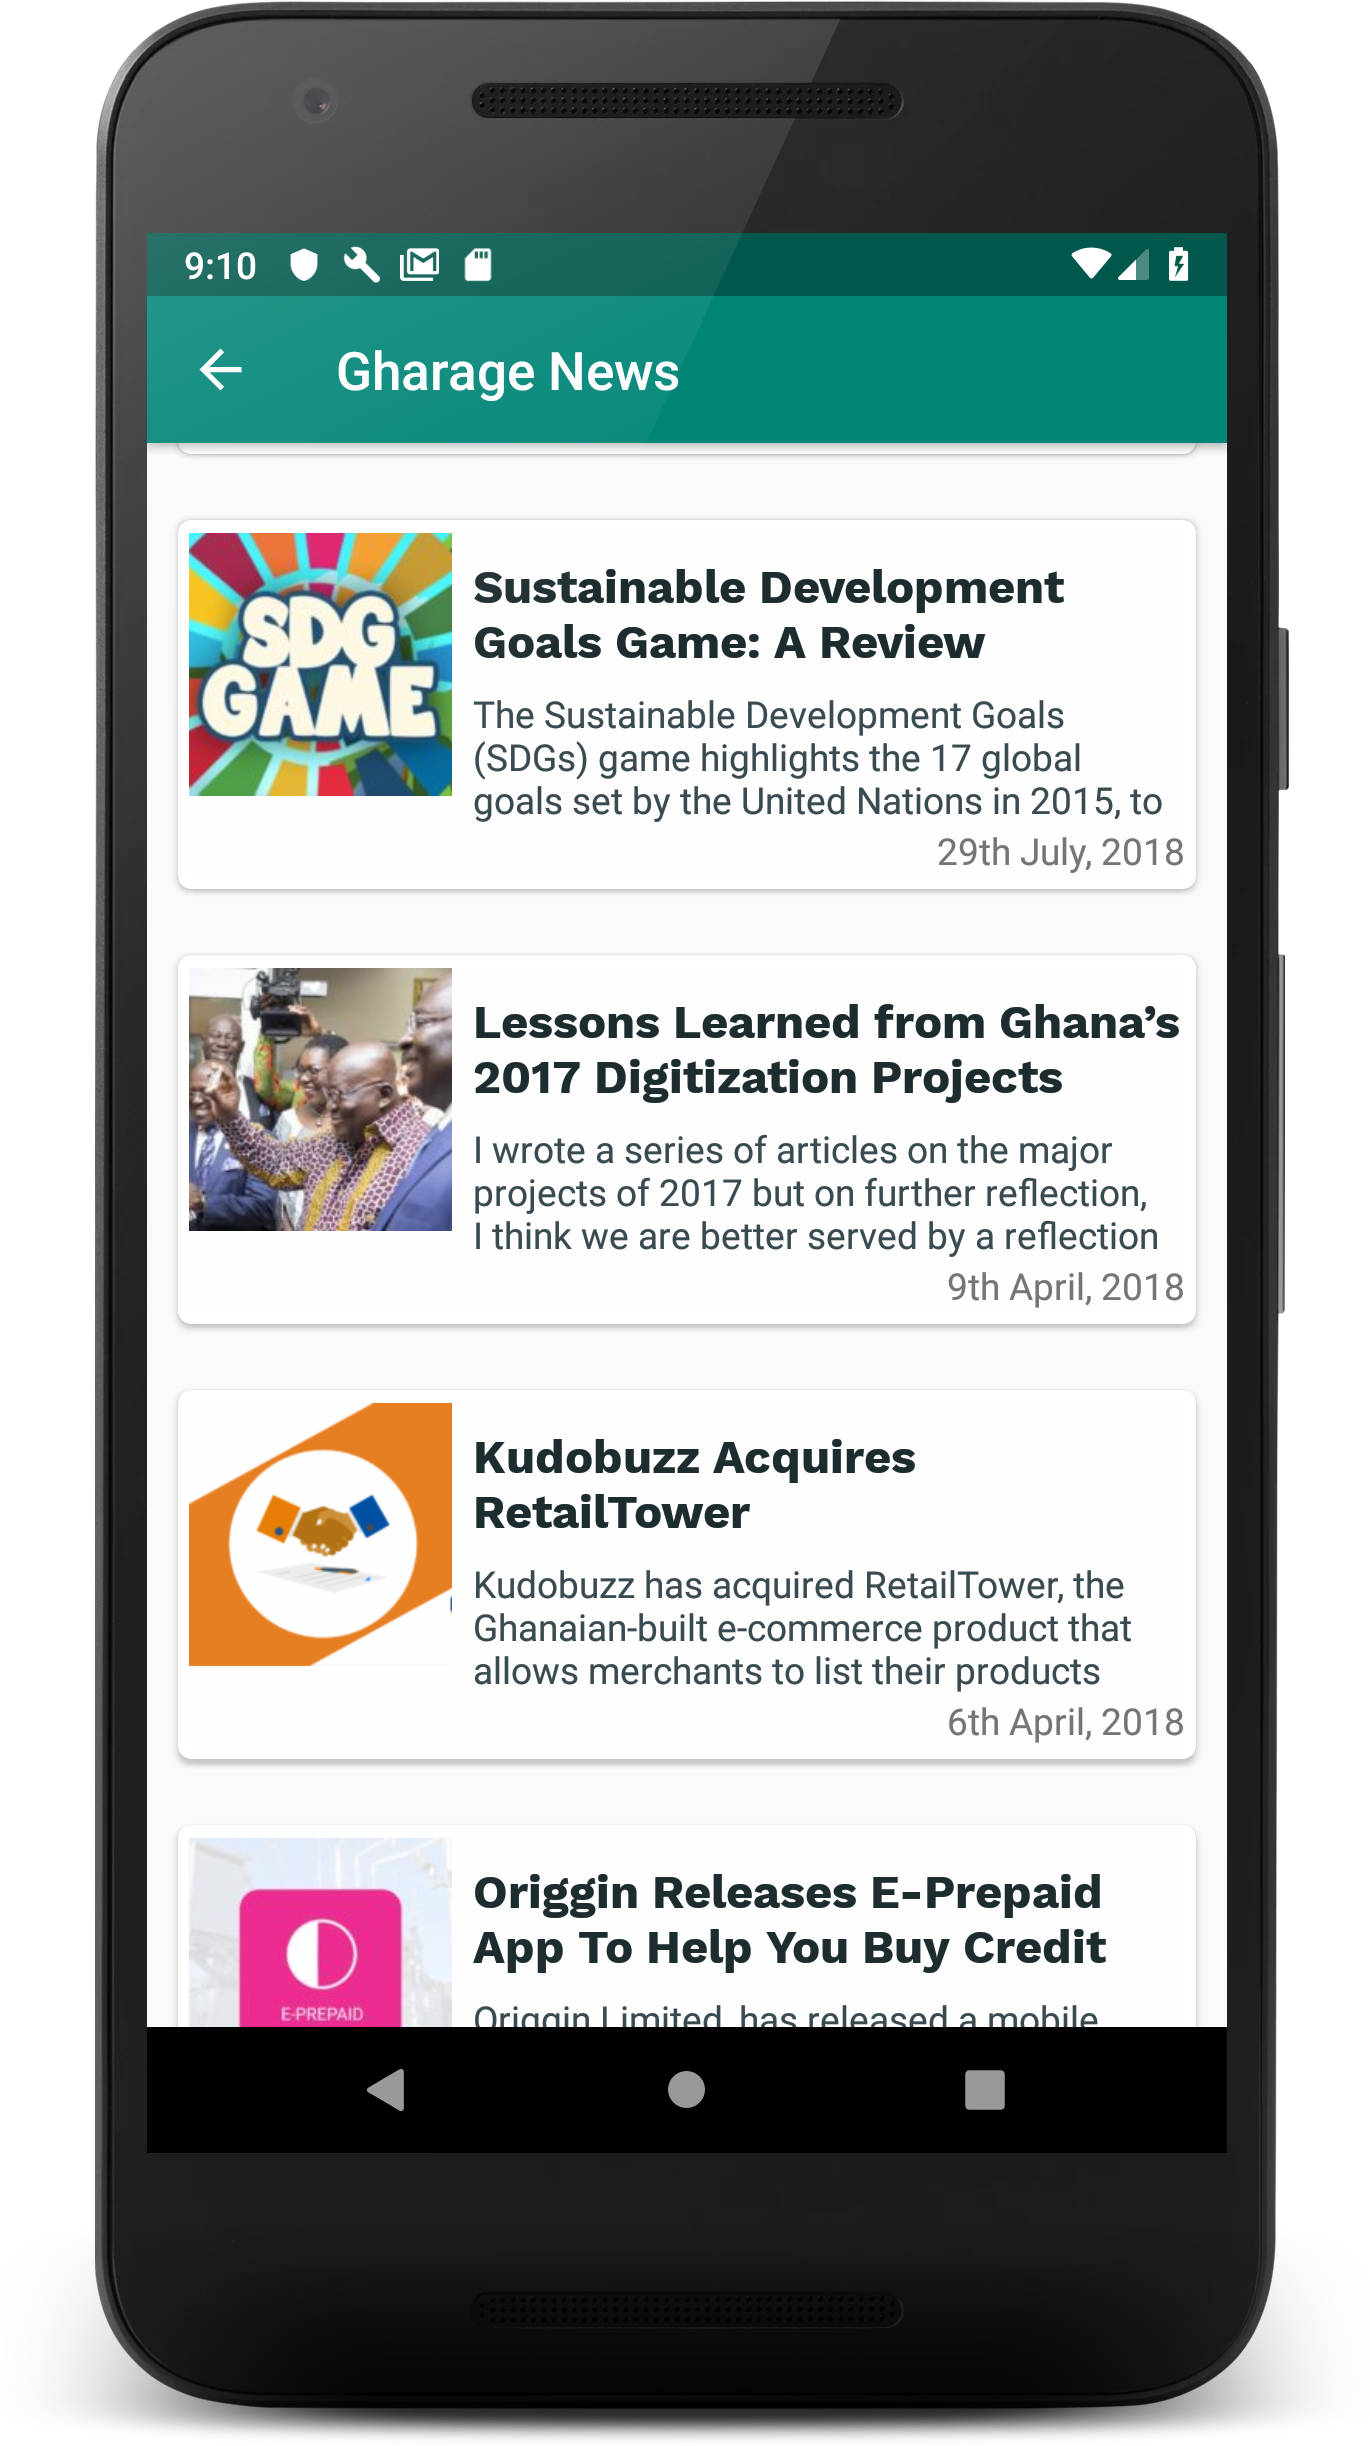 9:10
Gharage News
SDG
GAME
Sustainable Development
Goals Game: A Review
The Sustainable Development Goals
(SDGs) game highlights the 17 global
goals set by the United Nations in 2015, to
29th July, 2018
Lessons Learned from Ghana’s
2017 Digitization Projects
I wrote a series of articles on the major
projects of 2017 but on further reflection,
I think we are better served by a reflection
9th April, 2018
Kudobuzz Acquires
RetailTower
Kudobuzz has acquired RetailTower, the
Ghanaian-built e-commerce product that
allows merchants to list their products
6th April, 2018
E-PREPAID
Origgin Releases E-Prepaid
App To Help You Buy Credit
Origgin Limited, has released a mobile